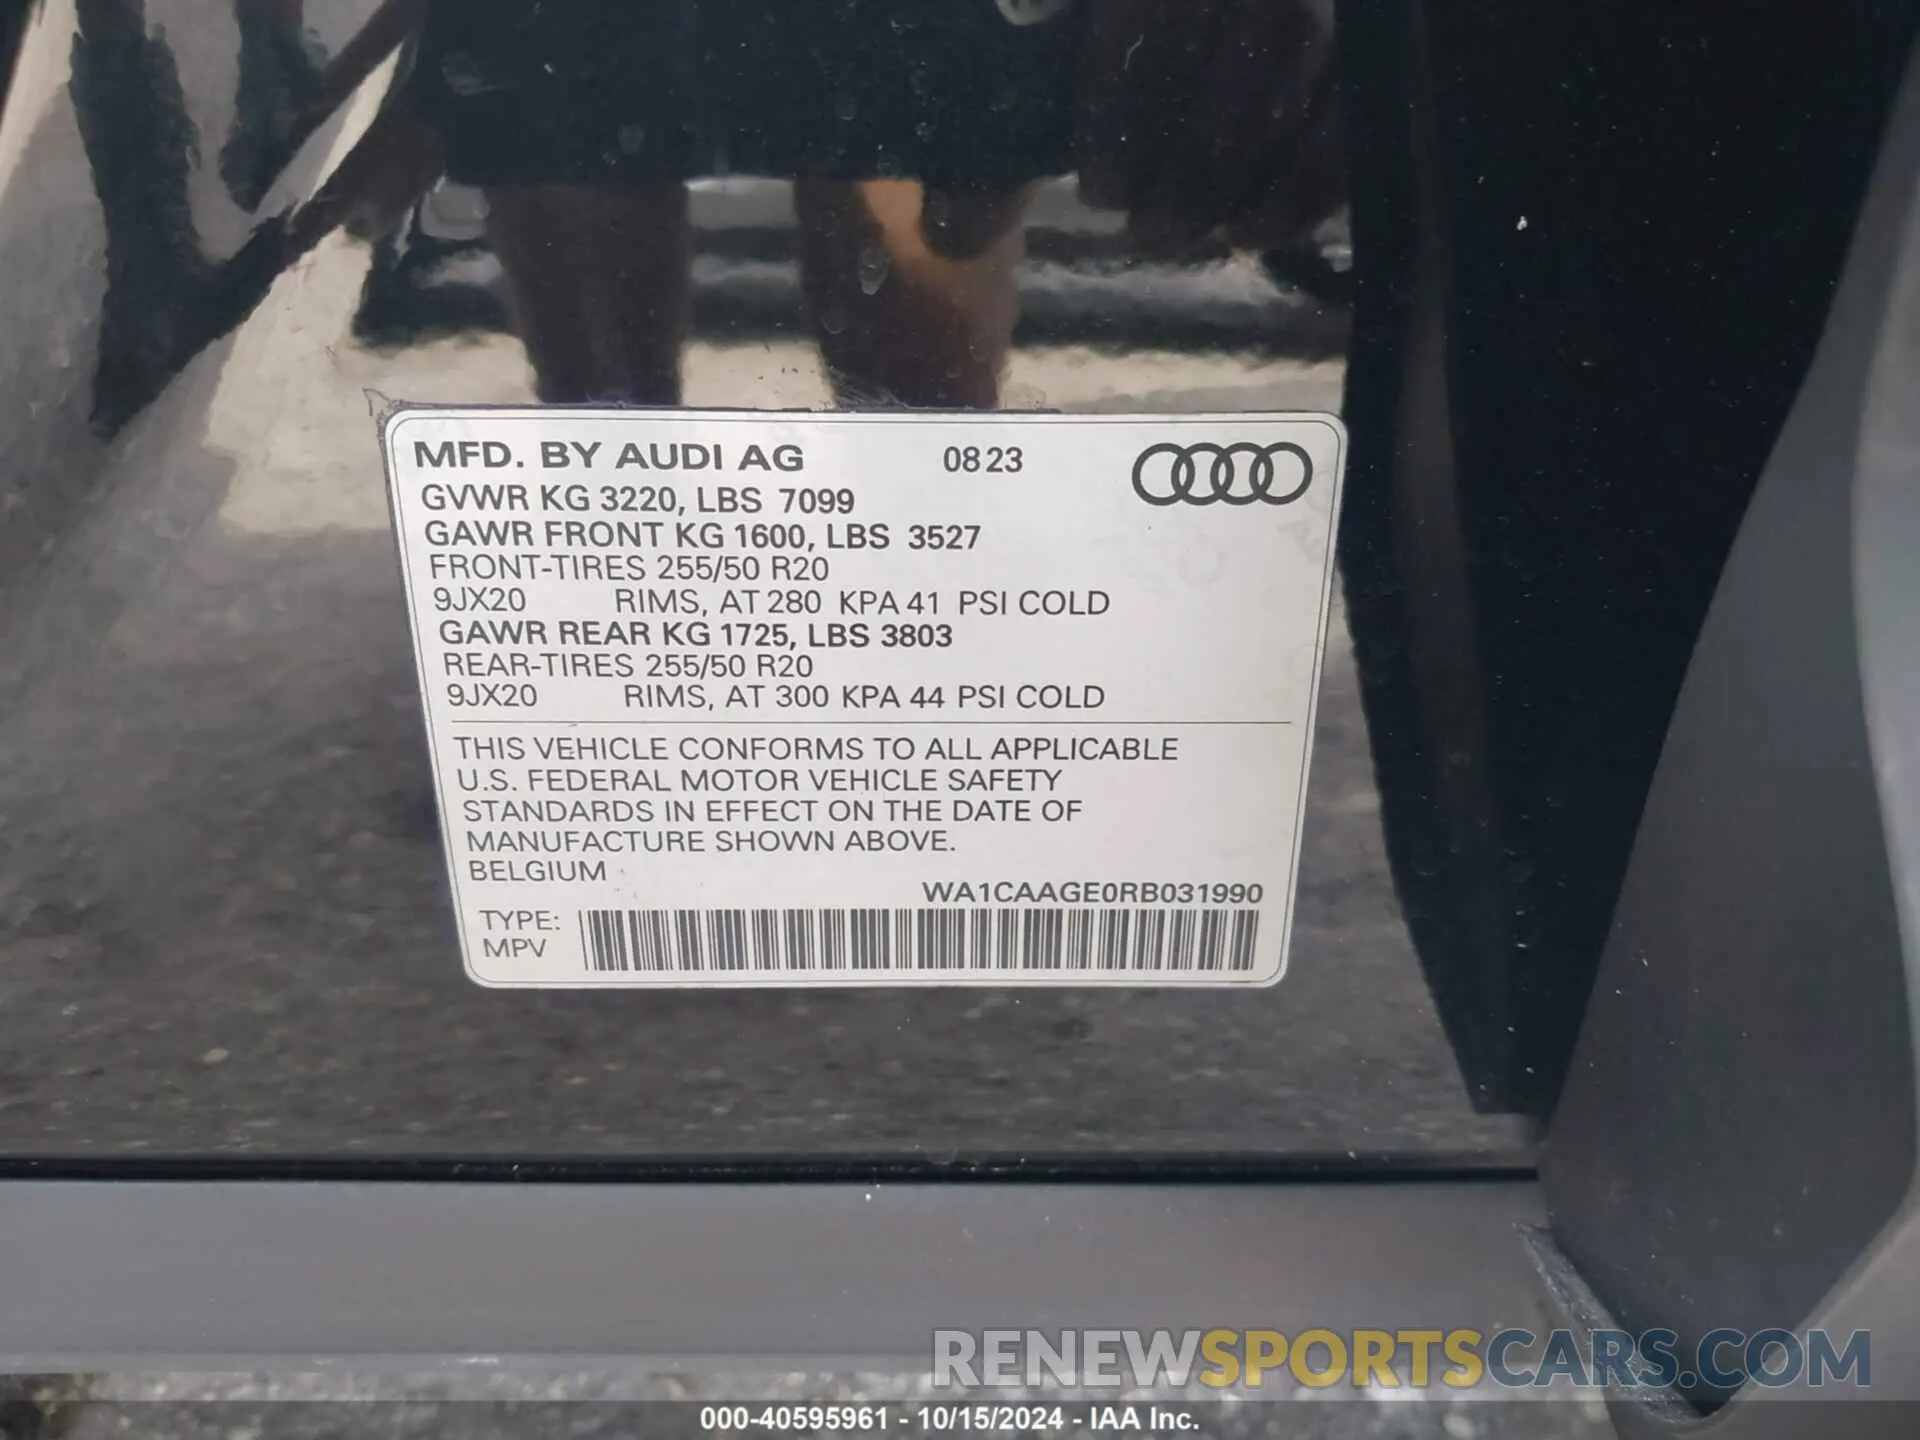 MFD. BY AUDI AG 0823
GVWR KG 3220, LBS 7099
GAWR FRONT KG 1600, LBS 3527
FRONT-TIRES 255/50 R20
9JX20 RIMS, AT 280 KPA 41 PSI COLD
GAWR REAR KG 1725, LBS 3803
REAR-TIRES 255/50 R20
9JX20 RIMS, AT 300 KPA 44 PSI COLD
THIS VEHICLE CONFORMS TO ALL APPLICABLE
U.S. FEDERAL MOTOR VEHICLE SAFETY
STANDARDS IN EFFECT ON THE DATE OF
MANUFACTURE SHOWN ABOVE.
BELGIUM
WA1CAAGE0RB031990
TYPE:
MPV
RENEWSPORTSCARS.COM
000-40595961 - 10/15/2024 - IAA Inc.